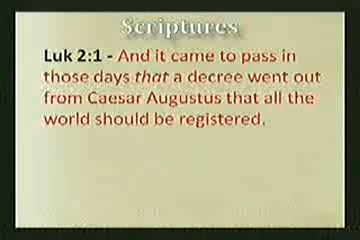 Scriptures
Luk 2:1 - And it came to pass in
those days that a decree went out
from Caesar Augustus that all the
world should be registered.